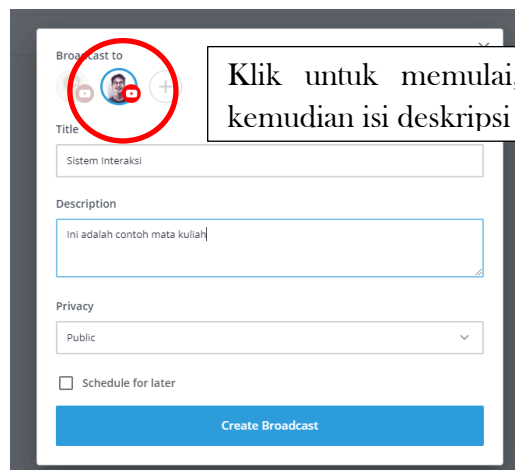 Broadcast to
Klik untuk memulai,
kemudian isi deskripsi
Title
Sistem Interaksi
Description
Ini adalah contoh mata kuliah
Privacy
Public
Schedule for later
Create Broadcast